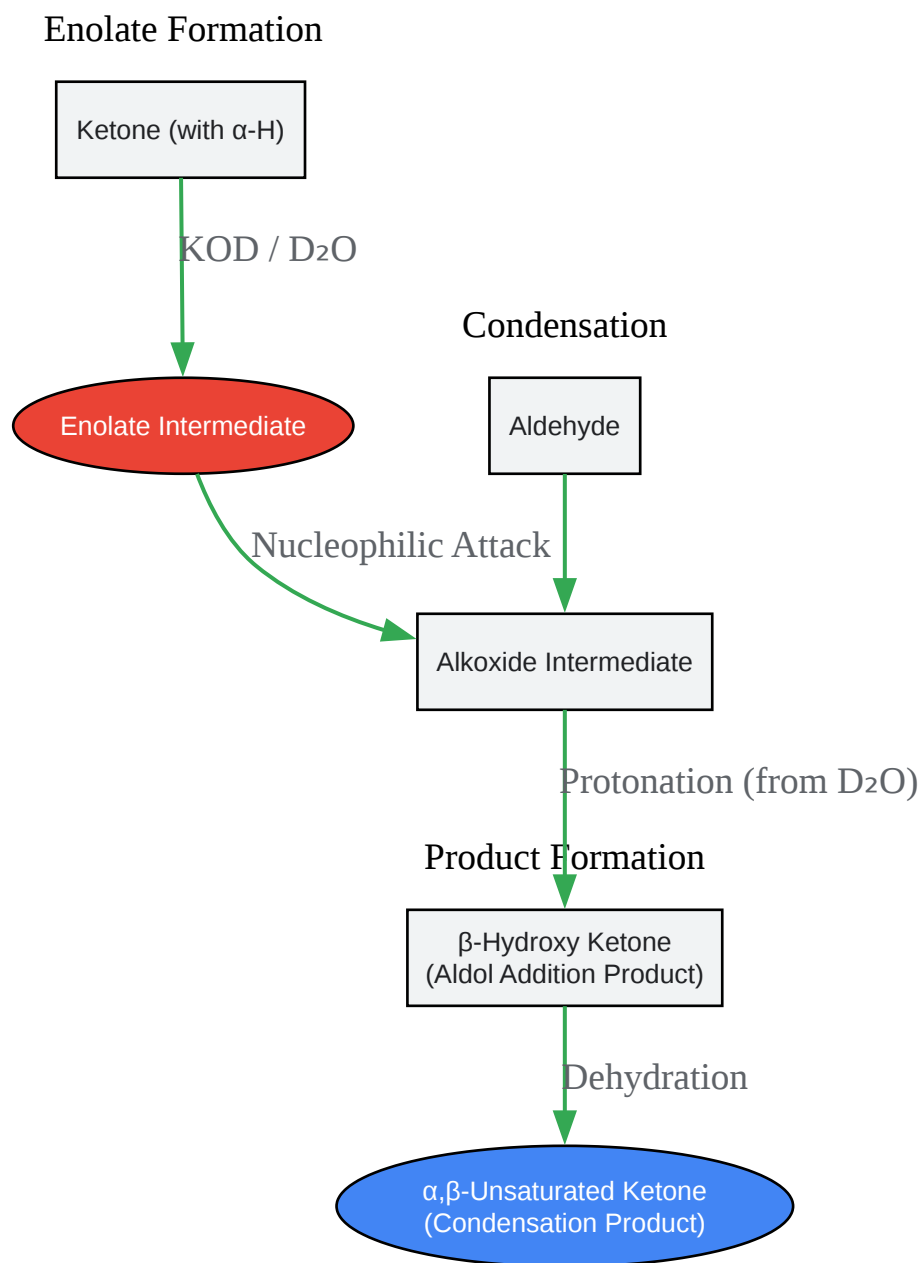 Enolate Formation
Ketone (with α-H)
KOD / D₂O
Condensation
Enolate Intermediate
Aldehyde
Nucleophilic Attack
Alkoxide Intermediate
Protonation (from D₂O)
Product Formation
β-Hydroxy Ketone
(Aldol Addition Product)
Dehydration
α,β-Unsaturated Ketone
(Condensation Product)